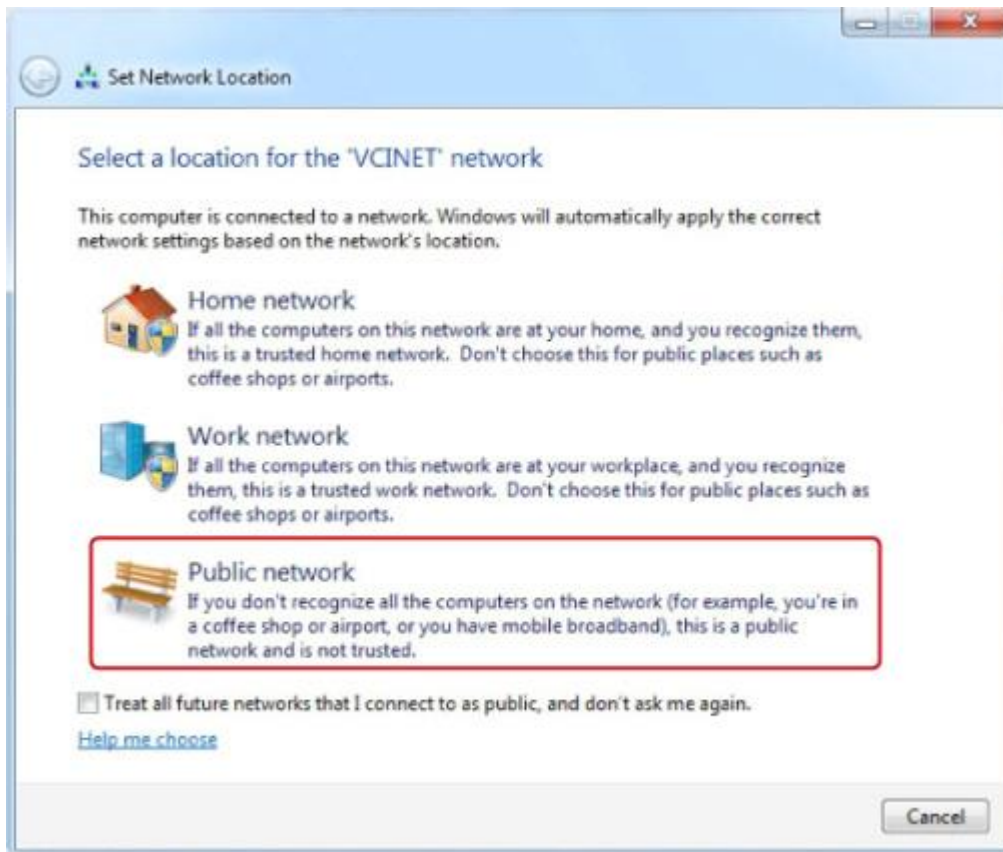 Set Network Location
Select a location for the 'VCINET' network
This computer is connected to a network. Windows will automatically apply the correct
network settings based on the network's location.
Home network
If all the computers on this network are at your home, and you recognize them,
this is a trusted home network.  Don't choose this for public places such as
coffee shops or airports.
Work network
If all the computers on this network are at your workplace, and you recognize
them, this is a trusted work network.  Don't choose this for public places such as
coffee shops or airports.
Public network
If you don't recognize all the computers on the network (for example, you're in
a coffee shop or airport, or you have mobile broadband), this is a public
network and is not trusted.
Treat all future networks that I connect to as public, and don't ask me again.
Help me choose
Cancel